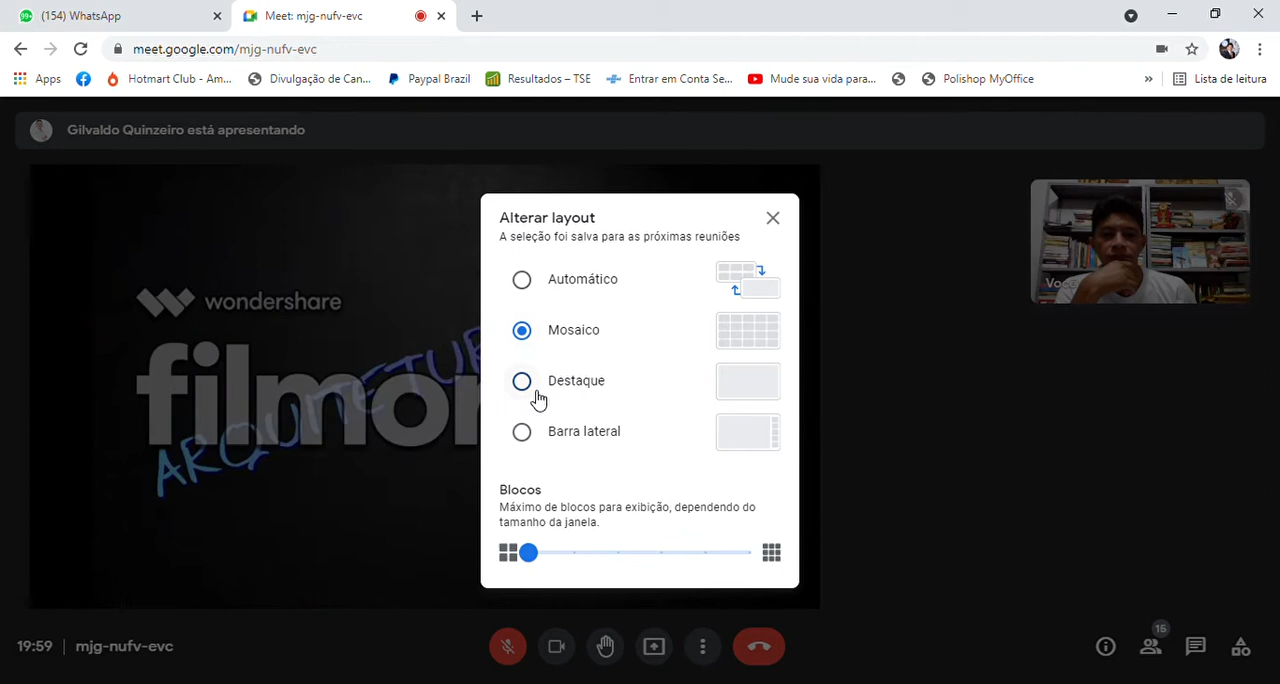 99+ (154) WhatsApp
Meet: mjg-nufv-evc
meet.google.com/mjg-nufv-evc
Apps
Hotmart Club - Am...
Divulgação de Can...
Paypal Brazil
Resultados – TSE
Entrar em Conta Se...
Mude sua vida para...
Polishop MyOffice
»
Lista de leitura
Gilvaldo Quinzeiro está apresentando
wondershare
filmor
ARQUITETUR
Alterar layout
A seleção foi salva para as próximas reuniões
Automático
Mosaico
Destaque
Barra lateral
Blocos
Máximo de blocos para exibição, dependendo do
tamanho da janela.
Você
19:59 | mjg-nufv-evc
15